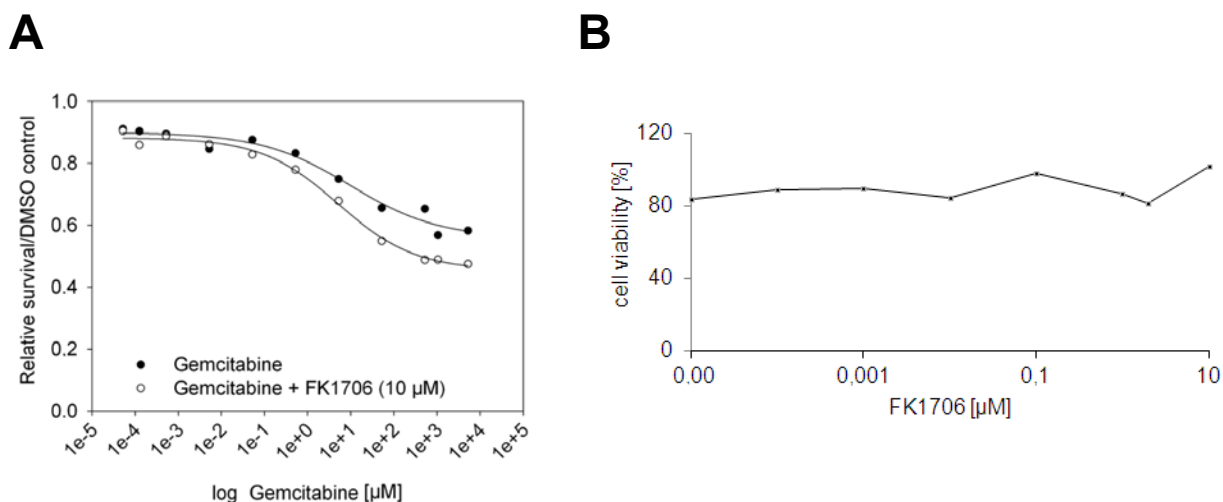 A
Relative survival/DMSO control
1.0
0.8
0.6
0.4
0.2
0.0
Gemcitabine
Gemcitabine + FK1706 (10 µM)
1e-5
1e-4
1e-3
1e-2
1e-1
1e+0
1e+1
1e+2
1e+3
1e+4
1e+5
log Gemcitabine [µM]
B
cell viability [%]
120
80
40
0
0,00
0,001
0,1
10
FK1706 [µM]